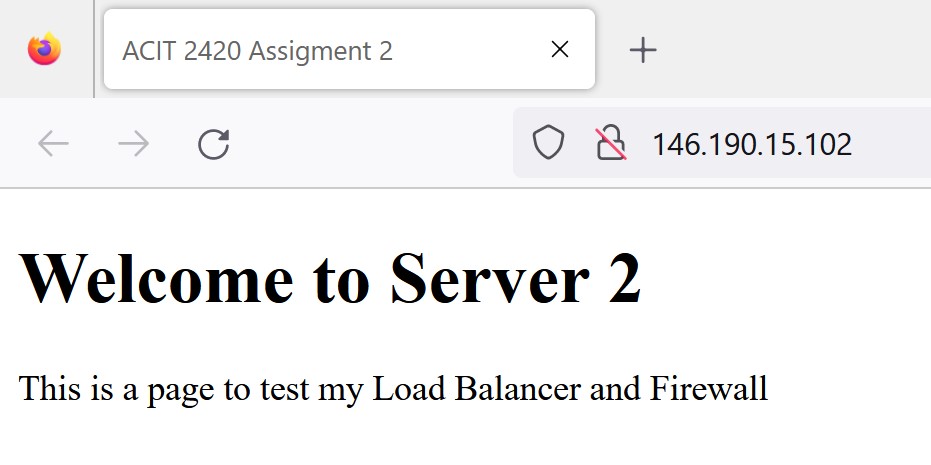 ACIT 2420 Assigment 2
146.190.15.102
Welcome to Server 2
This is a page to test my Load Balancer and Firewall